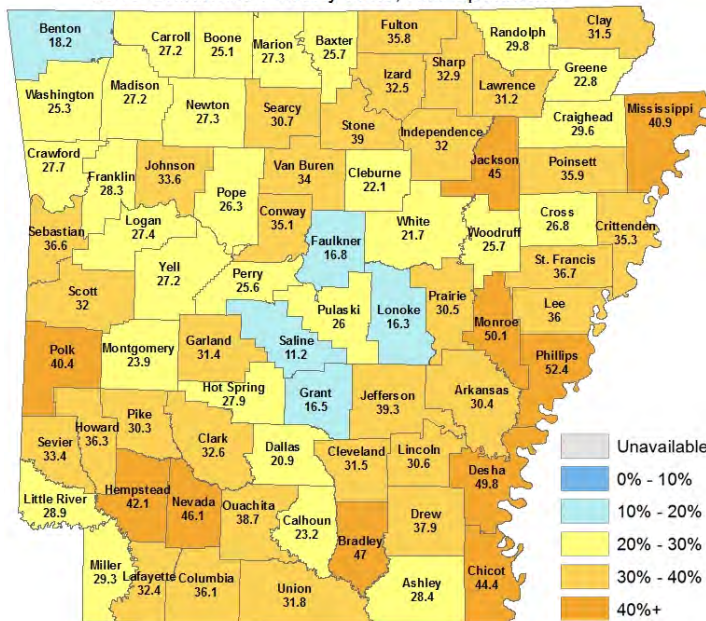 Benton
18.2
Carroll
27.2
Boone
25.1
Marion
27.3
Baxter
25.7
Fulton
35.8
Randolph
29.8
Clay
31.5
Izard
32.5
Sharp
32.9
Greene
22.8
Lawrence
31.2
Washington
25.3
Madison
27.2
Newton
27.3
Searcy
30.7
Stone
39
Independence
32
Craighead
29.6
Mississippi
40.9
Crawford
27.7
Franklin
28.3
Johnson
33.6
Pope
26.3
Van Buren
34
Cleburne
22.1
Jackson
45
Poinsett
35.9
Logan
27.4
Conway
35.1
Faulkner
16.8
White
21.7
Woodruff
25.7
Cross
26.8
Crittenden
35.3
Sebastian
36.6
Yell
27.2
Perry
25.6
St. Francis
36.7
Scott
32
Pulaski
26
Lonoke
16.3
Prairie
30.5
Monroe
50.1
Lee
36
Phillips
52.4
Polk
40.4
Montgomery
23.9
Garland
31.4
Saline
11.2
Hot Spring
27.9
Grant
16.5
Jefferson
39.3
Arkansas
30.4
Sevier
33.4
Howard
36.3
Pike
30.3
Clark
32.6
Dallas
20.9
Cleveland
31.5
Lincoln
30.6
Desha
49.8
Little River
28.9
Hempstead
42.1
Nevada
46.1
Ouachita
38.7
Calhoun
23.2
Bradley
47
Drew
37.9
Chicot
44.4
Miller
29.3
Lafayette
32.4
Columbia
36.1
Union
31.8
Ashley
28.4
Unavailable
0% - 10%
10% - 20%
20% - 30%
30% - 40%
40%+